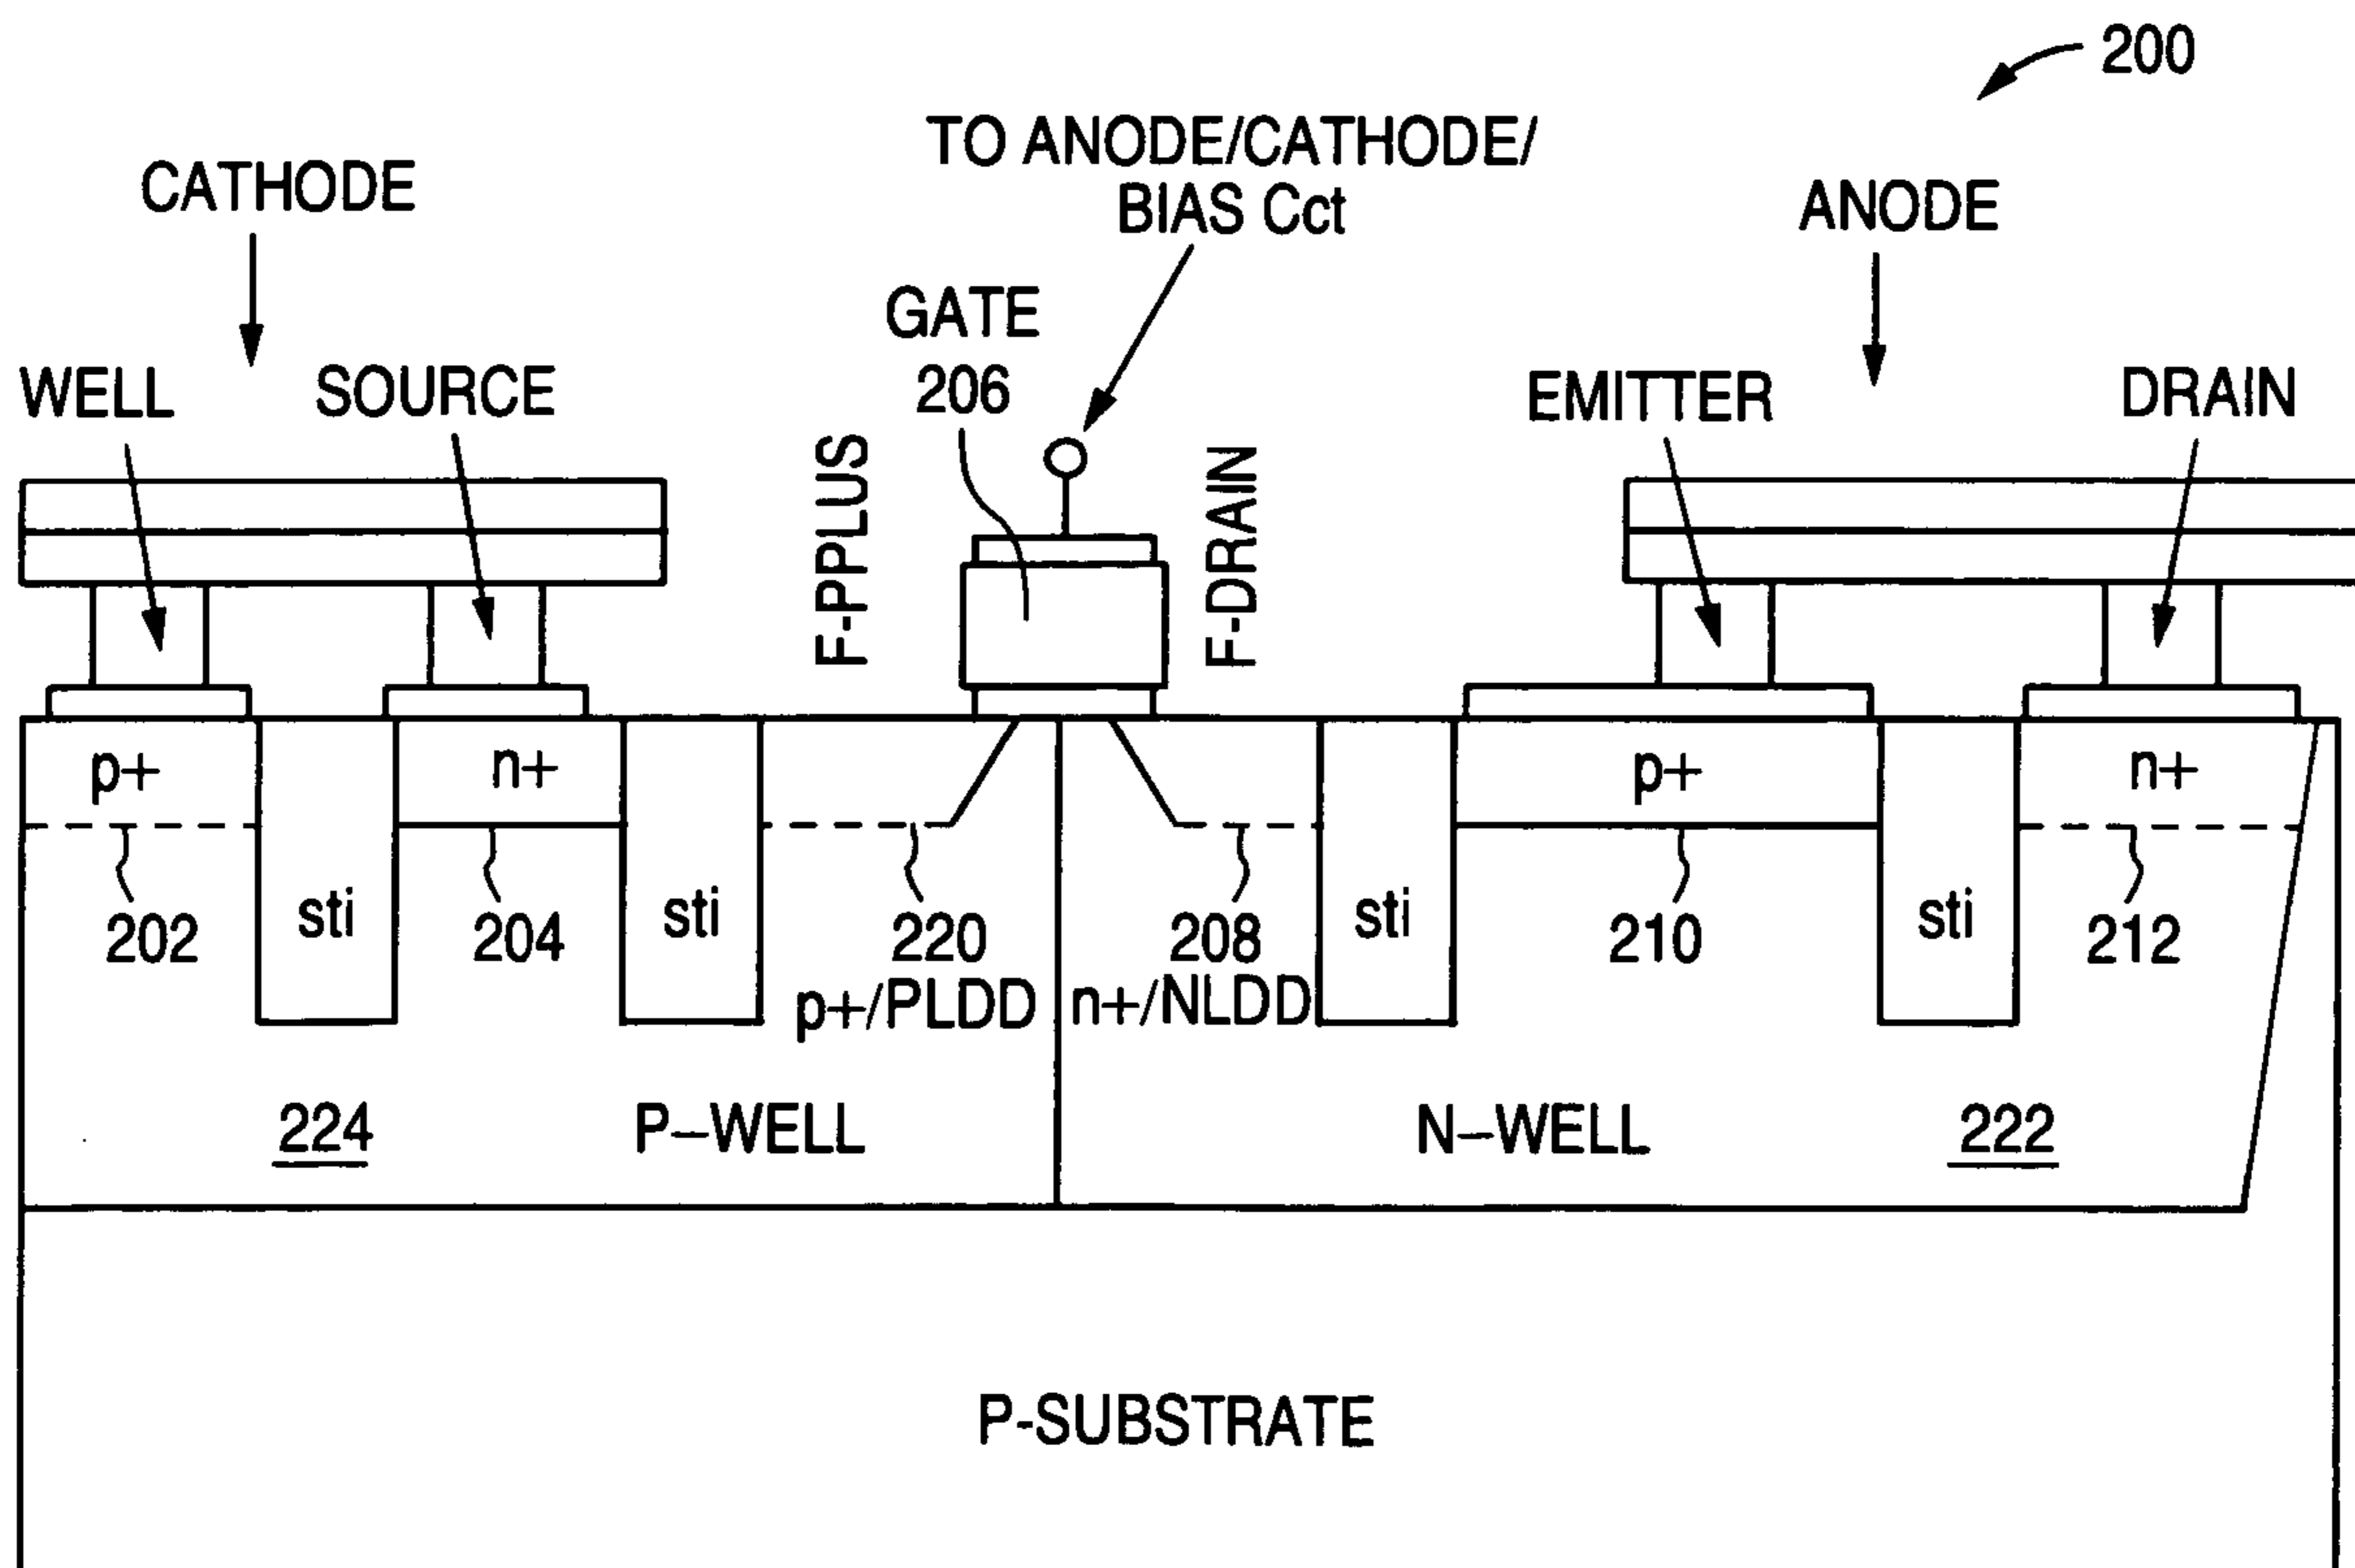 200
TO ANODE/CATHODE/
BIAS Cct
CATHODE
ANODE
GATE
206
WELL
SOURCE
EMITTER
DRAIN
F-PPLUS
F-DRAIN
p+
n+
p+
n+
202
sti
204
sti
220
p+/PLDD
208
n+/NLDD
sti
210
sti
212
224
P-WELL
N-WELL
222
P-SUBSTRATE